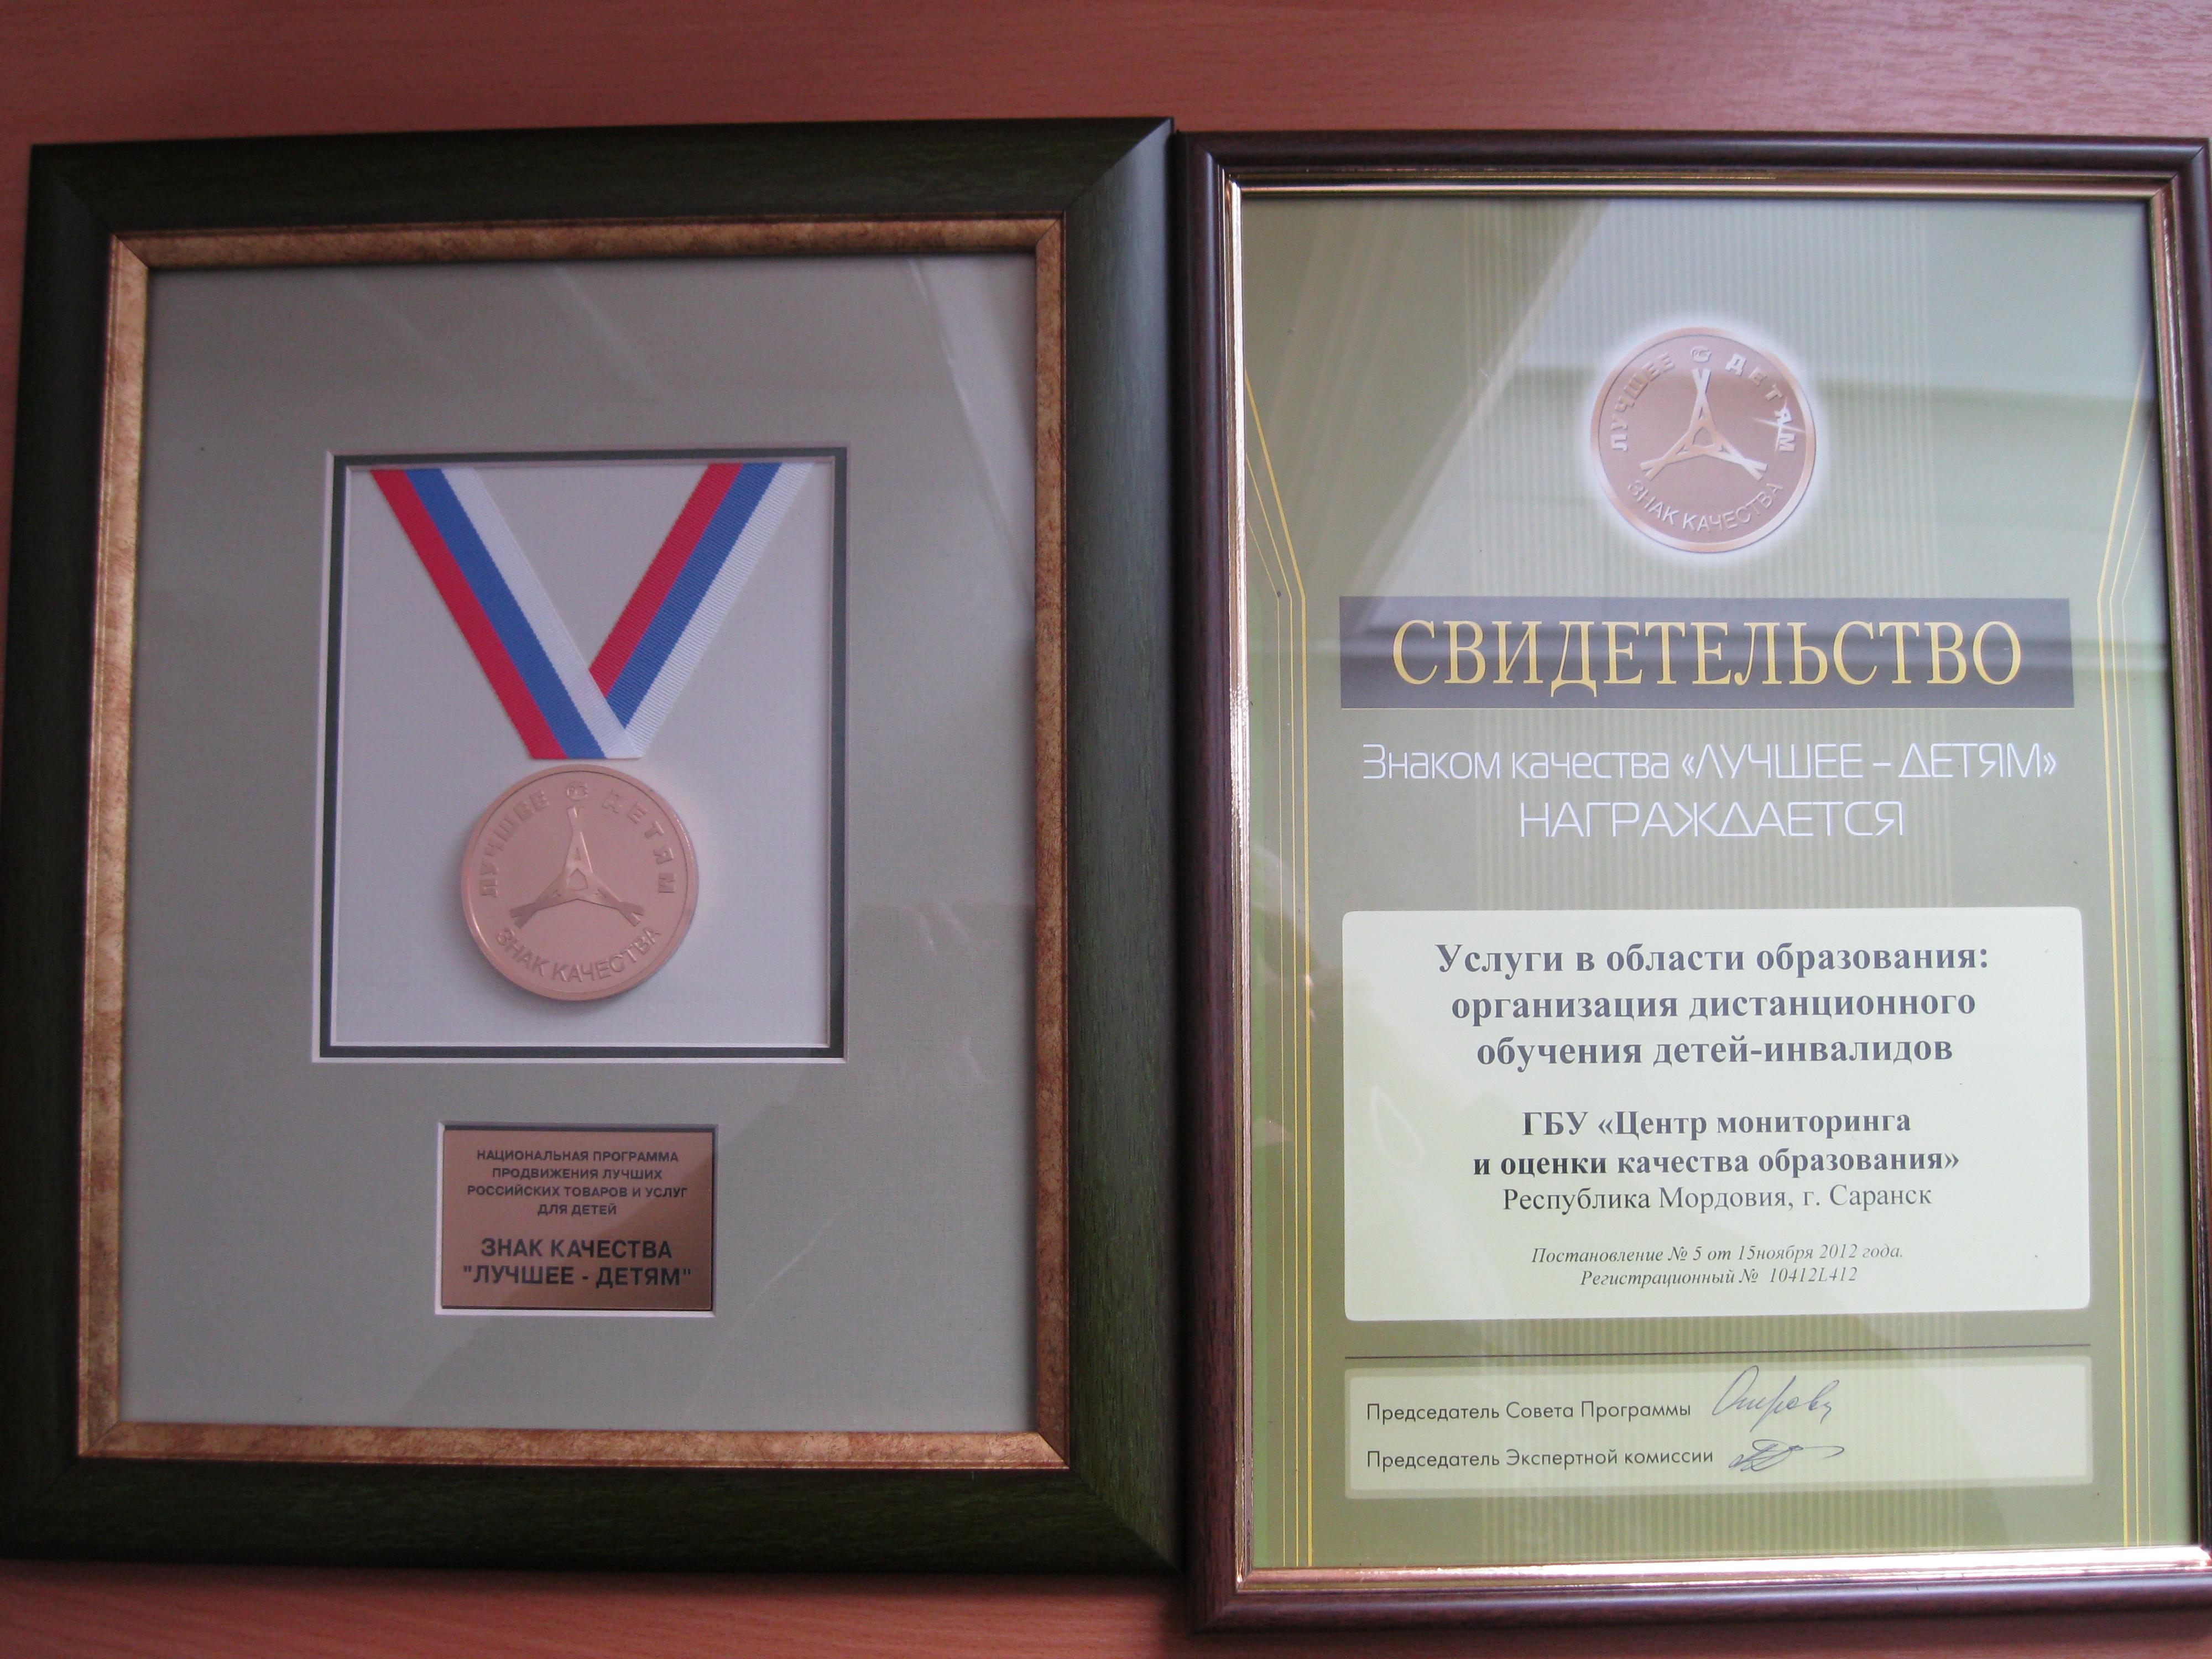 ЛУЧШЕЕ ДЕТЯМ
ЗНАК КАЧЕСТВА
НАЦИОНАЛЬНАЯ ПРОГРАММА
ПРОДВИЖЕНИЯ ЛУЧШИХ
РОССИЙСКИХ ТОВАРОВ И УСЛУГ
ДЛЯ ДЕТЕЙ
ЗНАК КАЧЕСТВА
"ЛУЧШЕЕ - ДЕТЯМ"
ЛУЧШЕЕ ДЕТЯМ
ЗНАК КАЧЕСТВА
СВИДЕТЕЛЬСТВО
Знаком качества «ЛУЧШЕЕ – ДЕТЯМ»
НАГРАЖДАЕТСЯ
Услуги в области образования:
организация дистанционного
обучения детей-инвалидов
ГБУ «Центр мониторинга
и оценки качества образования»
Республика Мордовия, г. Саранск
Постановление № 5 от 15ноября 2012 года.
Регистрационный № 10412L412
Председатель Совета Программы
Председатель Экспертной комиссии